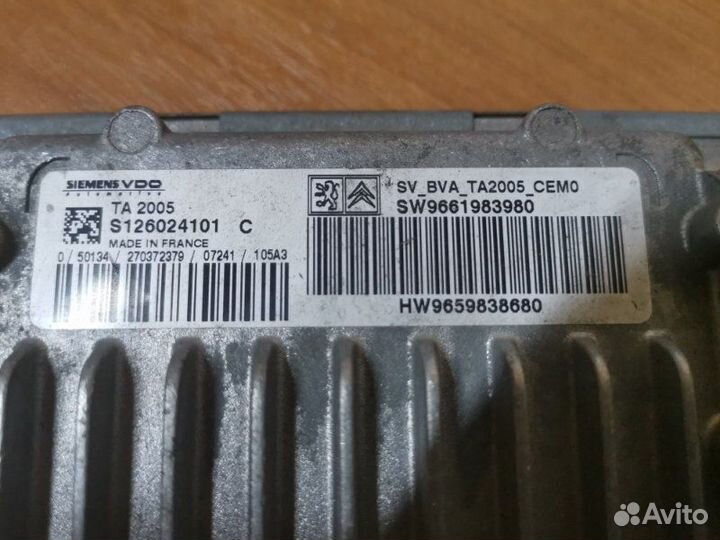 SIEMENS VDO
Automotive
TA 2005
S126024101 C
MADE IN FRANCE
0 / 50134 / 270372379 / 07241 / 105A3
SV_BVA_TA2005_CEM0
SW9661983980
HW9659838680
Avito